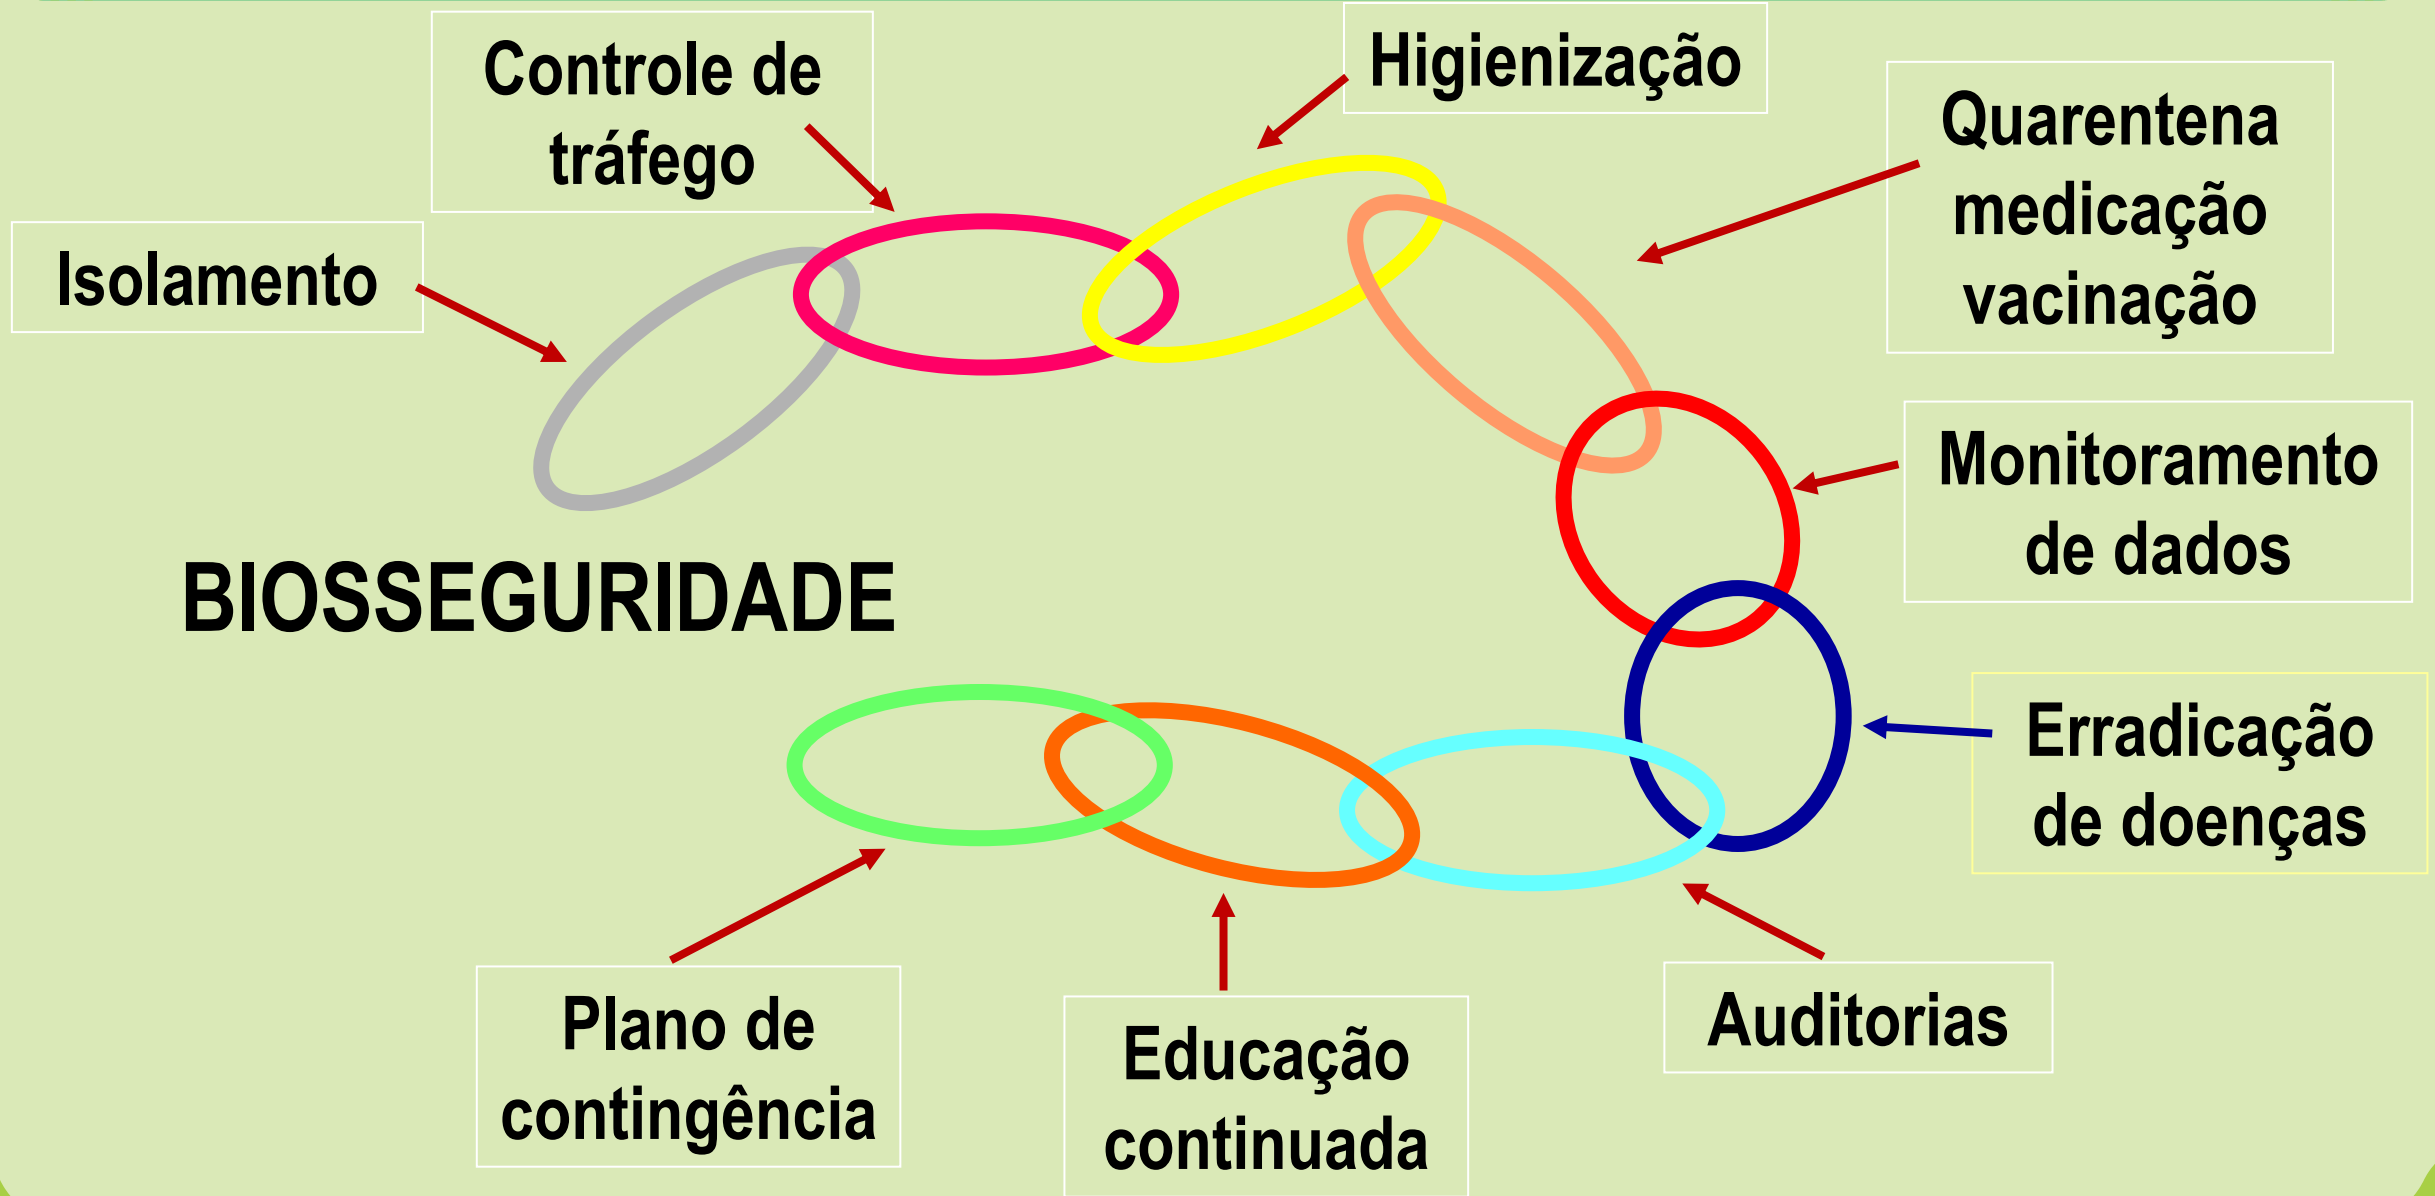 Controle de
tráfego
Higienização
Quarentena
medicação
vacinação
Isolamento
Monitoramento
de dados
BIOSSEGURIDADE
Erradicação
de doenças
Plano de
contingência
Educação
continuada
Auditorias